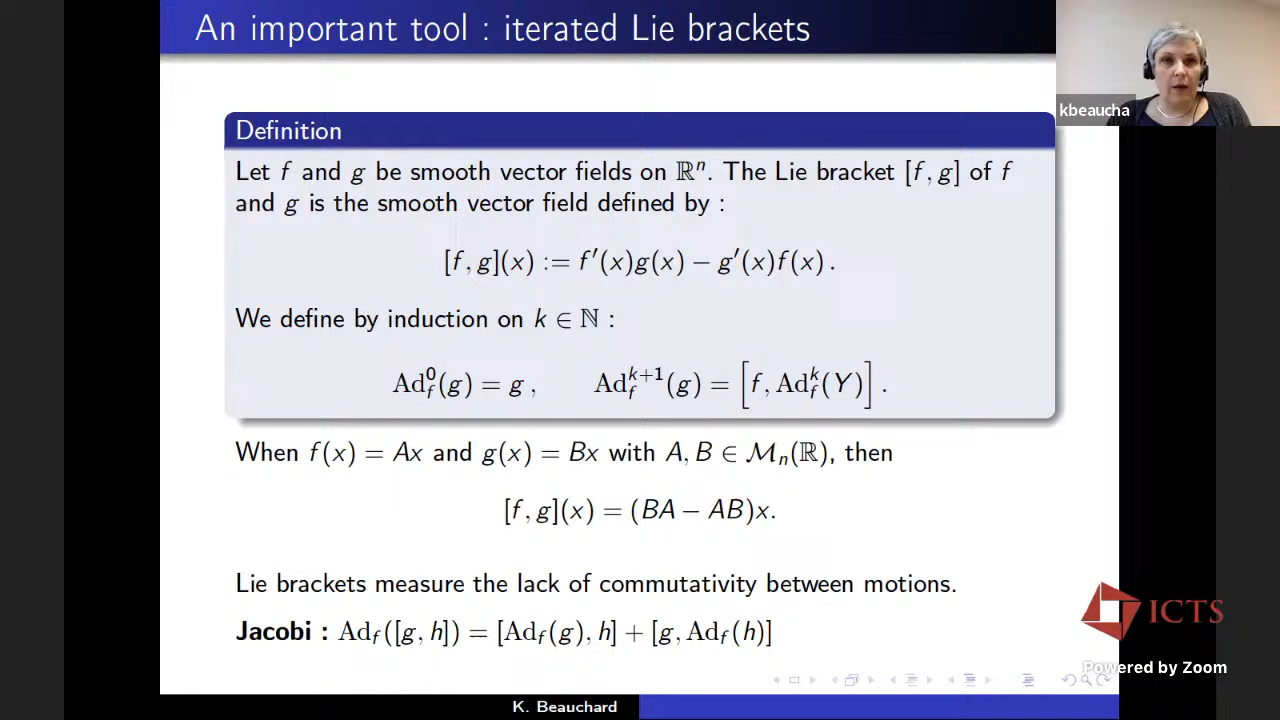 An important tool : iterated Lie brackets
kbeaucha
Definition
Let f and g be smooth vector fields on ℝⁿ. The Lie bracket [f, g] of f
and g is the smooth vector field defined by :
[f, g](x) := f′(x)g(x) − g′(x)f(x) .
We define by induction on k ∈ ℕ :
Ad⁰_f(g) = g ,    Ad^{k+1}_f(g) = [f, Ad^k_f(Y)] .
When f(x) = Ax and g(x) = Bx with A, B ∈ ℳₙ(ℝ), then
[f, g](x) = (BA − AB)x.
Lie brackets measure the lack of commutativity between motions.
Jacobi : Ad_f([g, h]) = [Ad_f(g), h] + [g, Ad_f(h)]
ICTS
Powered by Zoom
K. Beauchard